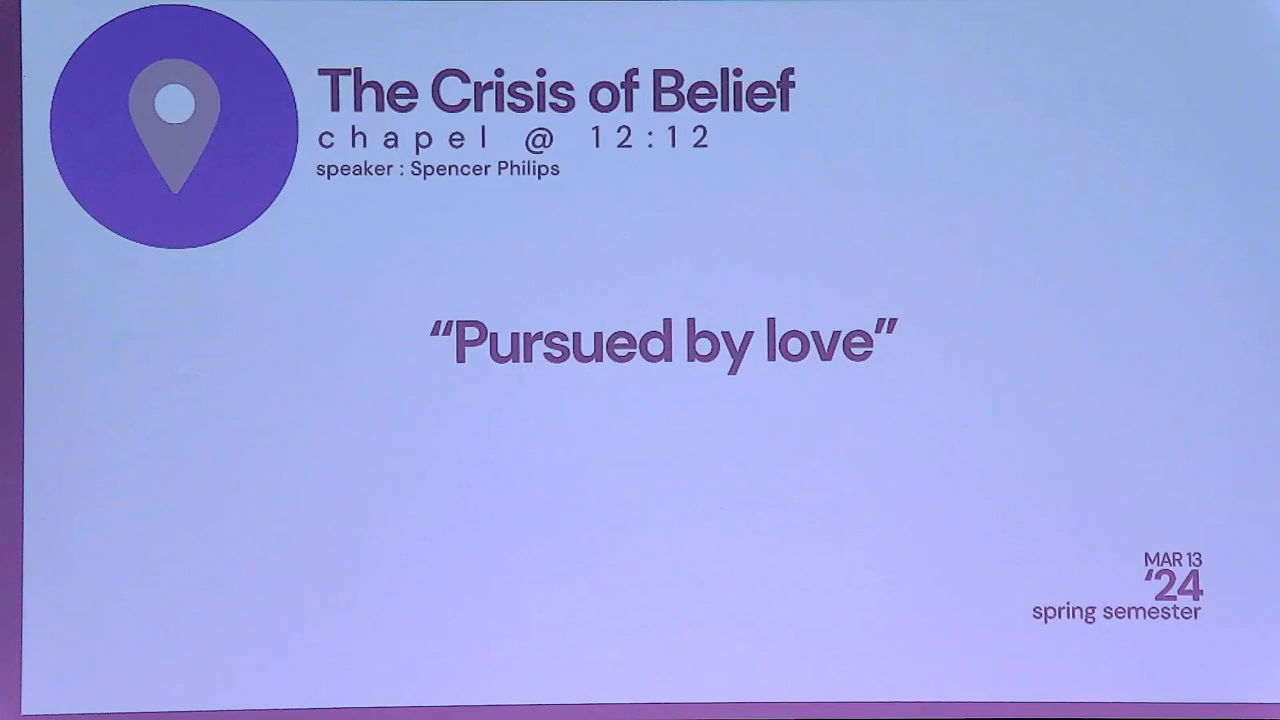 The Crisis of Belief
chapel @ 12:12
speaker : Spencer Philips
“Pursued by love”
MAR 13
‘24
spring semester